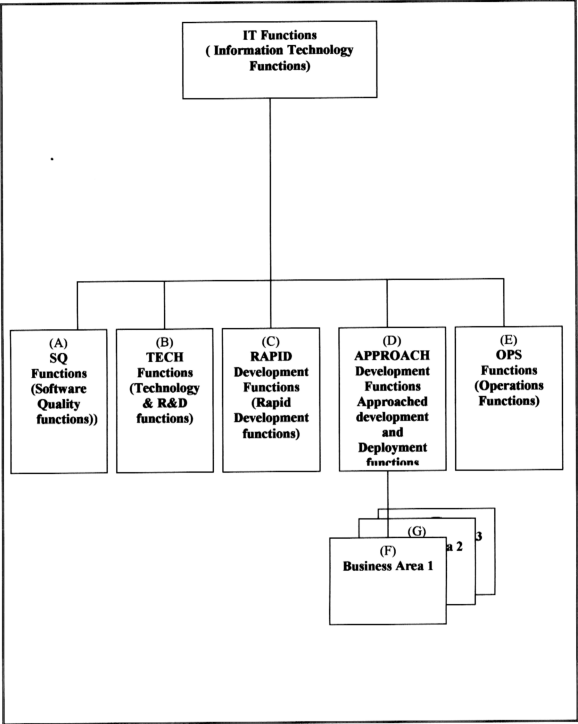 IT Functions
( Information Technology
Functions)
(A)
SQ
Functions
(Software
Quality
functions))
(B)
TECH
Functions
(Technology
& R&D
functions)
(C)
RAPID
Development
Functions
(Rapid
Development
functions)
(D)
APPROACH
Development
Functions
Approached
development
and
Deployment
functions
(E)
OPS
Functions
(Operations
Functions)
3
(G)
a 2
(F)
Business Area 1